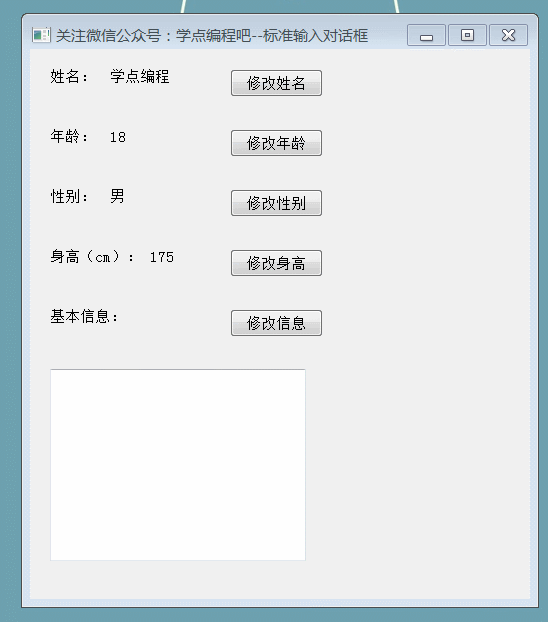 关注微信公众号：学点编程吧--标准输入对话框
姓名： 学点编程 修改姓名
年龄： 18 修改年龄
性别： 男 修改性别
身高（cm）： 175 修改身高
基本信息： 修改信息